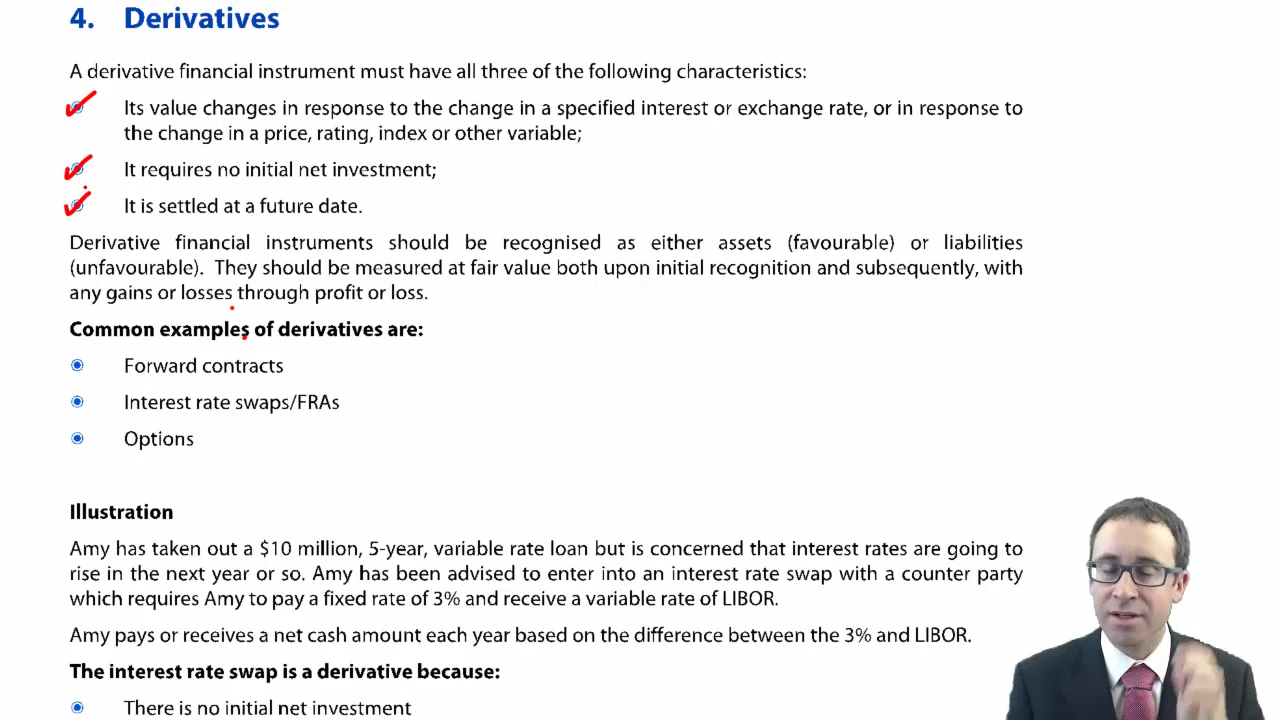 4. Derivatives
A derivative financial instrument must have all three of the following characteristics:
Its value changes in response to the change in a specified interest or exchange rate, or in response to
the change in a price, rating, index or other variable;
It requires no initial net investment;
It is settled at a future date.
Derivative financial instruments should be recognised as either assets (favourable) or liabilities
(unfavourable). They should be measured at fair value both upon initial recognition and subsequently, with
any gains or losses through profit or loss.
Common examples of derivatives are:
Forward contracts
Interest rate swaps/FRAs
Options
Illustration
Amy has taken out a $10 million, 5-year, variable rate loan but is concerned that interest rates are going to
rise in the next year or so. Amy has been advised to enter into an interest rate swap with a counter party
which requires Amy to pay a fixed rate of 3% and receive a variable rate of LIBOR.
Amy pays or receives a net cash amount each year based on the difference between the 3% and LIBOR.
The interest rate swap is a derivative because:
There is no initial net investment